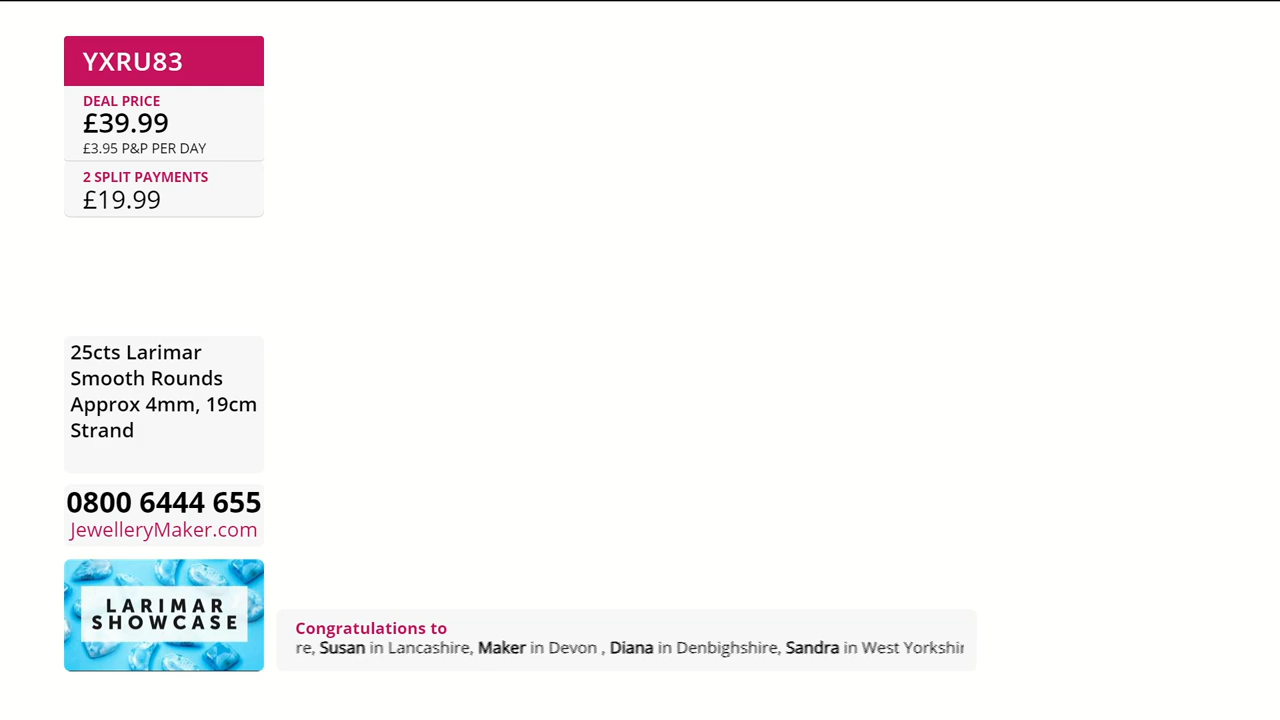 YXRU83
DEAL PRICE
£39.99
£3.95 P&P PER DAY
2 SPLIT PAYMENTS
£19.99
25cts Larimar
Smooth Rounds
Approx 4mm, 19cm
Strand
0800 6444 655
JewelleryMaker.com
LARIMAR
SHOWCASE
Congratulations to
re, Susan in Lancashire, Maker in Devon , Diana in Denbighshire, Sandra in West Yorkshir